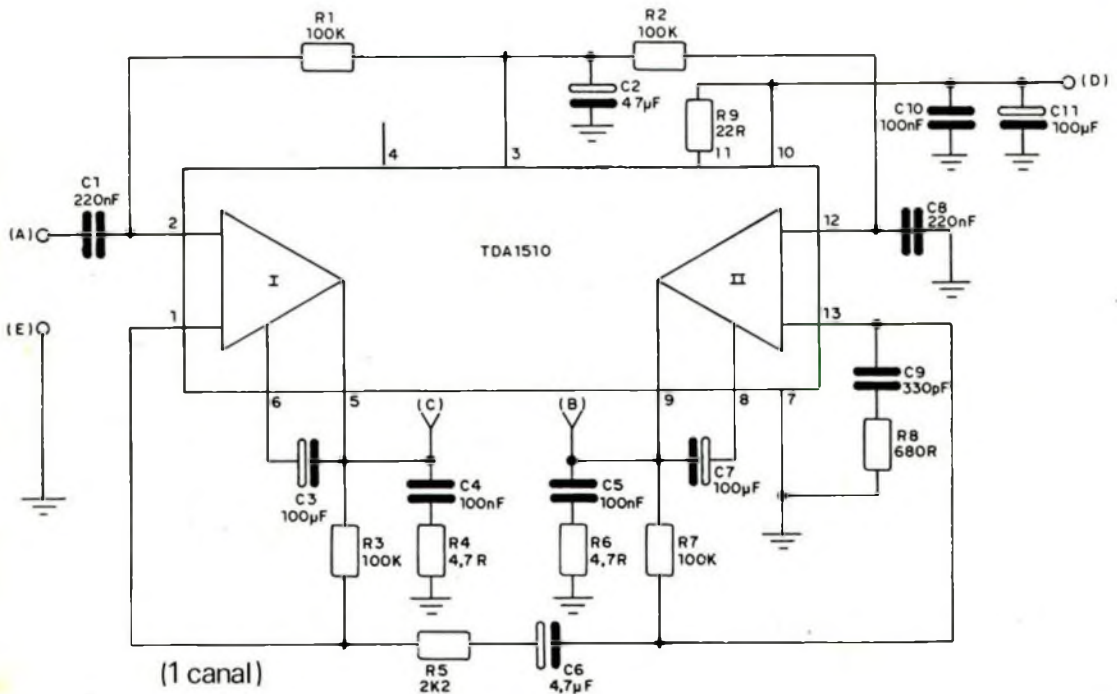 R1
100K
R2
100K
C2
47µF
R9
22R
(D)
C10
100nF
C11
100µF
4
3
11
10
C1
220nF
(A)
2
I
TDA1510
II
12
C8
220nF
(E)
1
13
6
5
(C)
(B)
9
8
7
C9
330pF
R8
680R
C3
100µF
C4
100nF
C5
100nF
C7
100µF
R3
100K
R4
4,7R
R6
4,7R
R7
100K
(1 canal)
R5
2K2
C6
4,7µF